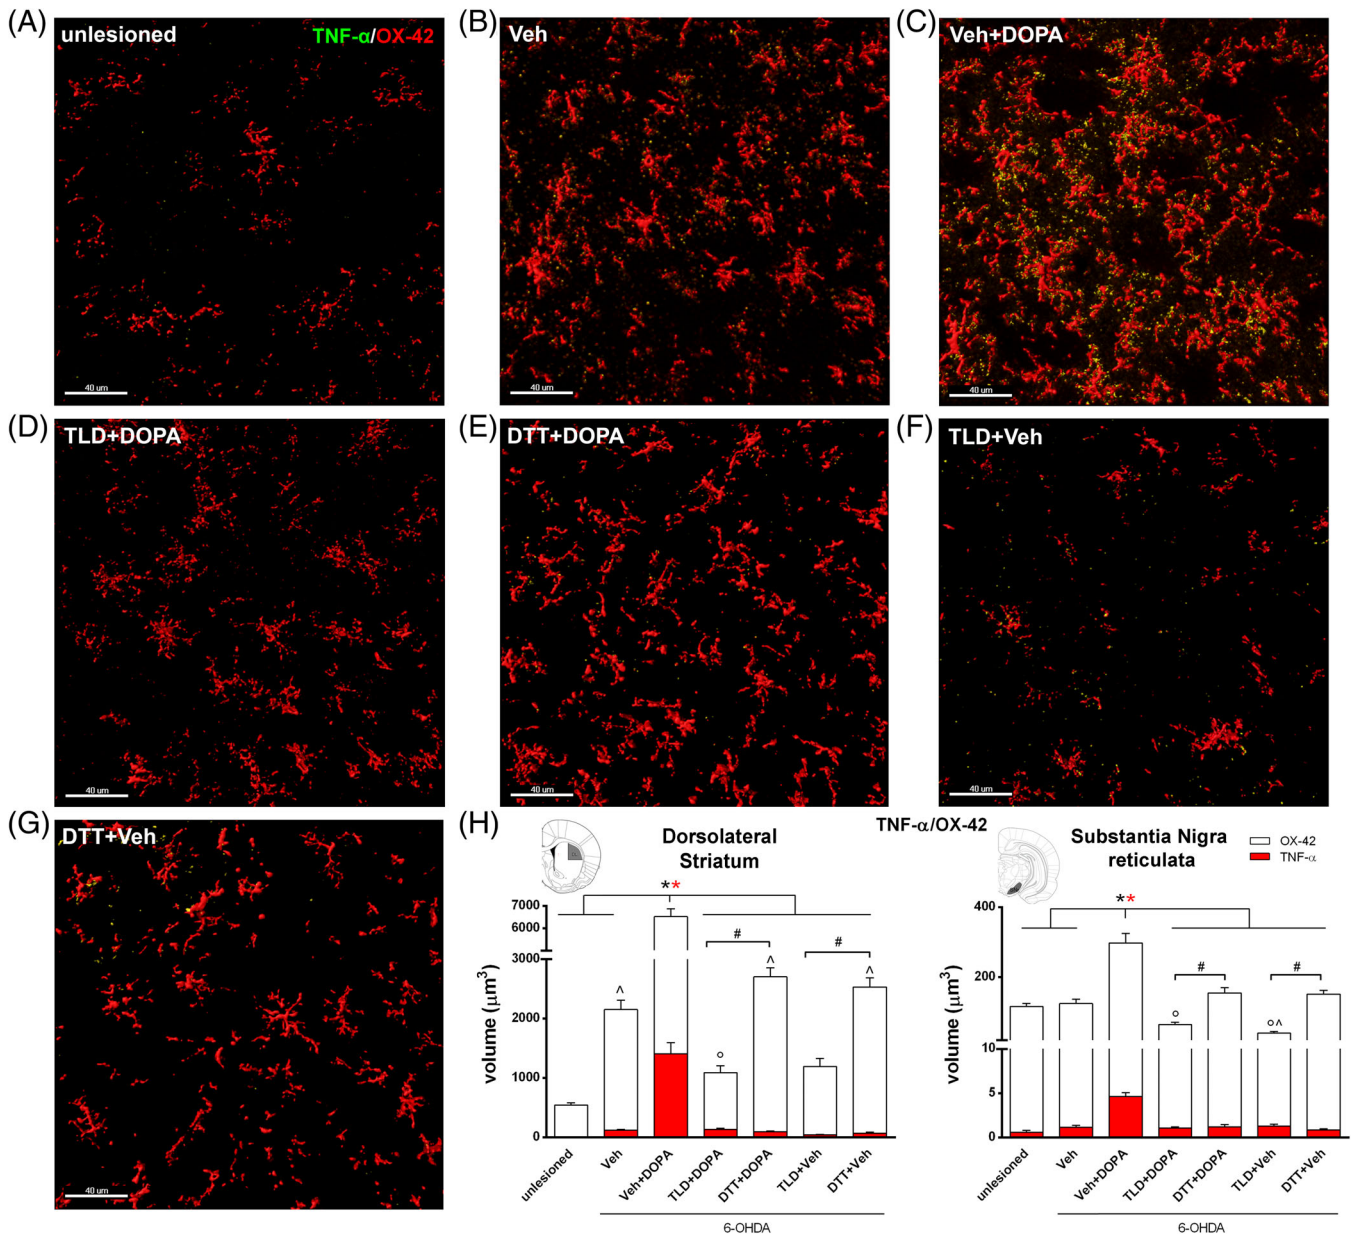 (A)
unlesioned
TNF-α/OX-42
40 um
(B)
Veh
40 um
(C)
Veh+DOPA
40 um
(D)
TLD+DOPA
40 um
(E)
DTT+DOPA
40 um
(F)
TLD+Veh
40 um
(G)
DTT+Veh
40 um
(H)
TNF-α/OX-42
Dorsolateral
Striatum
volume (μm³)
7000
6000
3000
2000
1000
0
**
^
○
#
^
#
^
unlesioned
Veh
Veh+DOPA
TLD+DOPA
DTT+DOPA
TLD+Veh
DTT+Veh
6-OHDA
Substantia Nigra
reticulata
OX-42
TNF-α
volume (μm³)
400
200
10
5
0
**
○
#
○^
#
unlesioned
Veh
Veh+DOPA
TLD+DOPA
DTT+DOPA
TLD+Veh
DTT+Veh
6-OHDA